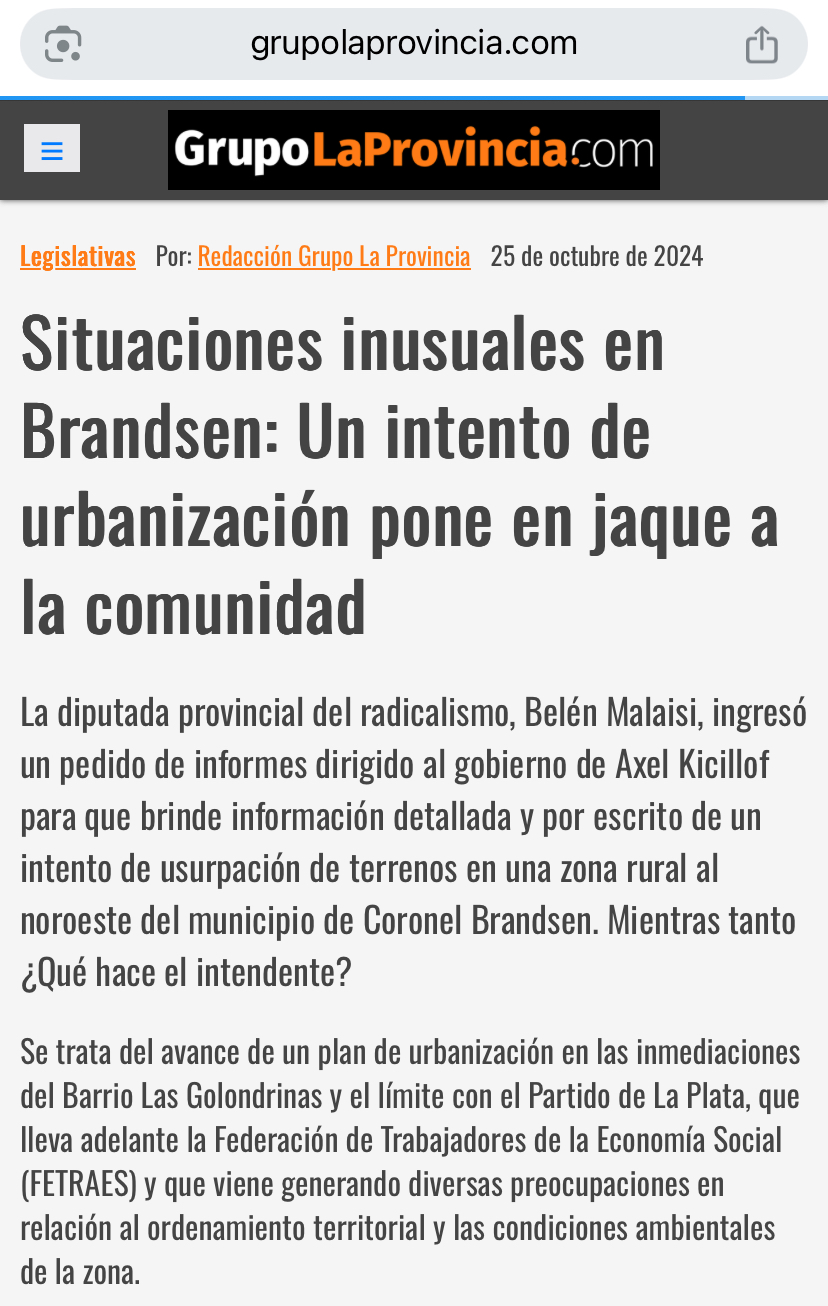 grupolaprovincia.com
GrupoLaProvincia.com
Legislativas Por: Redacción Grupo La Provincia 25 de octubre de 2024
Situaciones inusuales en
Brandsen: Un intento de
urbanización pone en jaque a
la comunidad
La diputada provincial del radicalismo, Belén Malaisi, ingresó
un pedido de informes dirigido al gobierno de Axel Kicillof
para que brinde información detallada y por escrito de un
intento de usurpación de terrenos en una zona rural al
noroeste del municipio de Coronel Brandsen. Mientras tanto
¿Qué hace el intendente?
Se trata del avance de un plan de urbanización en las inmediaciones
del Barrio Las Golondrinas y el límite con el Partido de La Plata, que
lleva adelante la Federación de Trabajadores de la Economía Social
(FETRAES) y que viene generando diversas preocupaciones en
relación al ordenamiento territorial y las condiciones ambientales
de la zona.